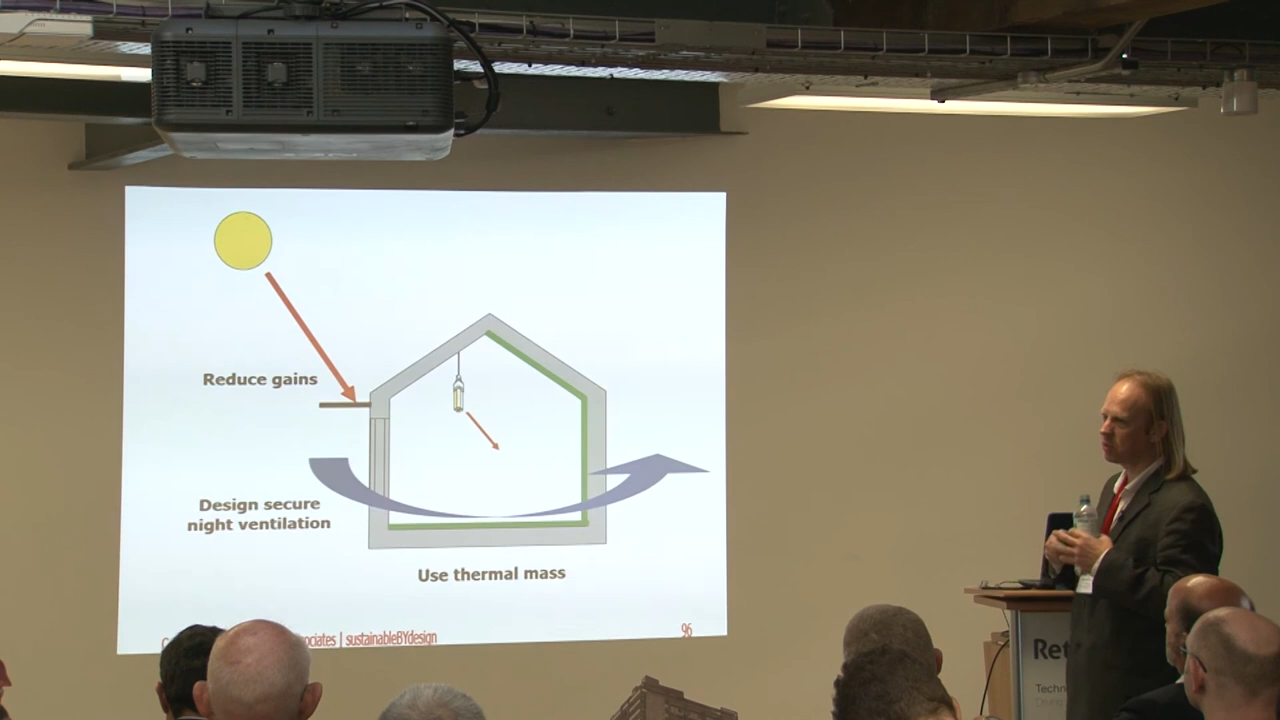 Reduce gains
Design secure
night ventilation
Use thermal mass
sustainableBYdesign
96